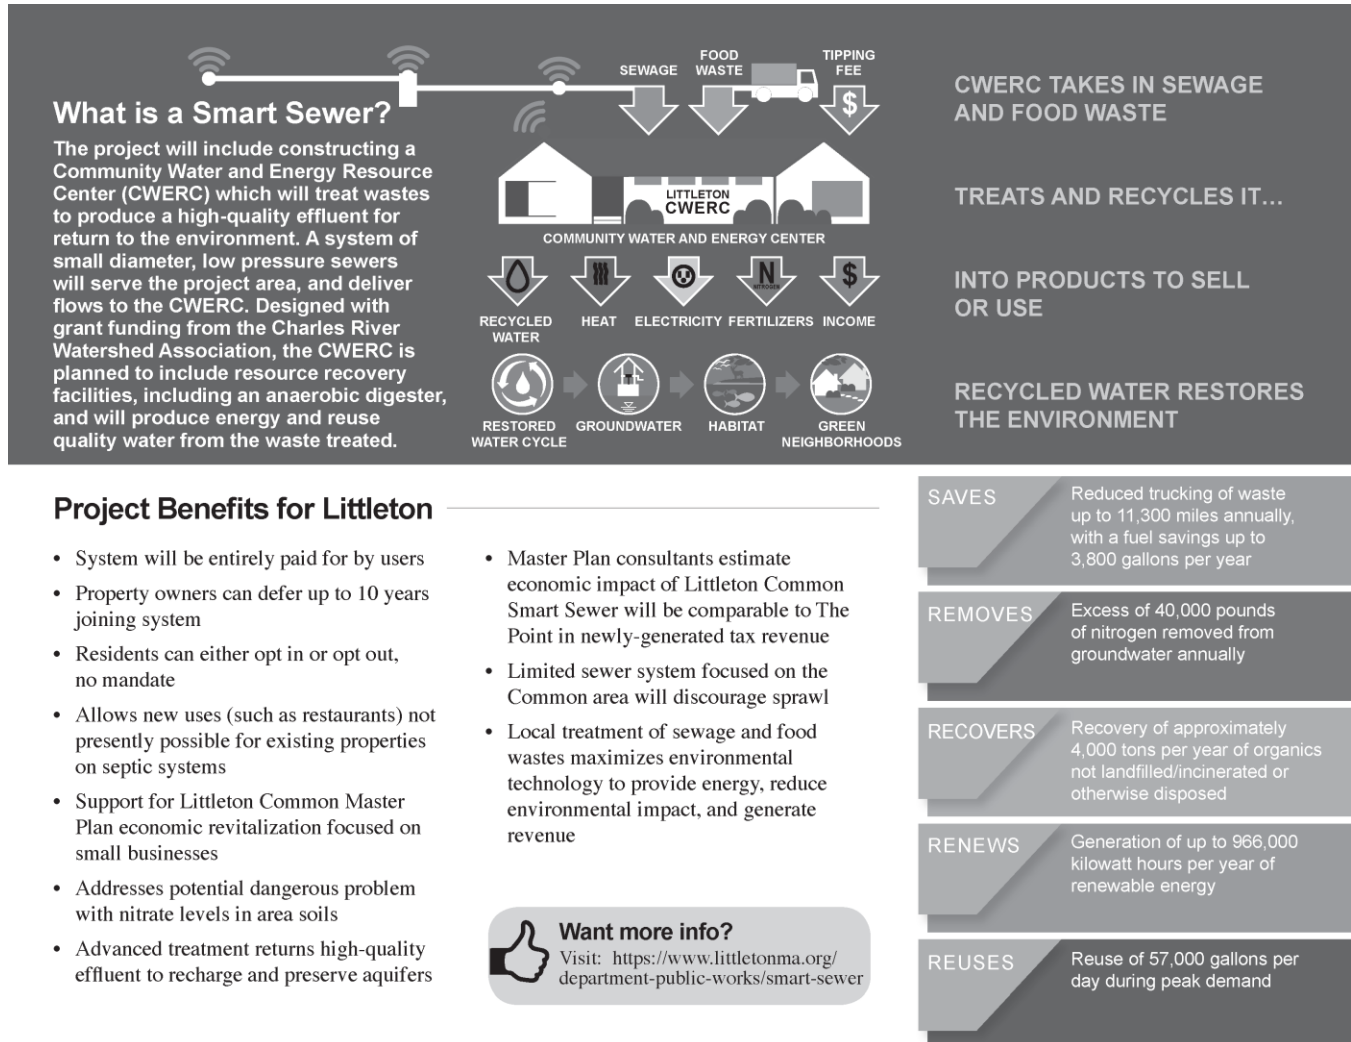 What is a Smart Sewer?
The project will include constructing a
Community Water and Energy Resource
Center (CWERC) which will treat wastes
to produce a high-quality effluent for
return to the environment. A system of
small diameter, low pressure sewers
will serve the project area, and deliver
flows to the CWERC. Designed with
grant funding from the Charles River
Watershed Association, the CWERC is
planned to include resource recovery
facilities, including an anaerobic digester,
and will produce energy and reuse
quality water from the waste treated.
SEWAGE
FOOD
WASTE
TIPPING
FEE
$
LITTLETON
CWERC
COMMUNITY WATER AND ENERGY CENTER
N
NITROGEN
$
RECYCLED
WATER
HEAT
ELECTRICITY
FERTILIZERS
INCOME
RESTORED
WATER CYCLE
GROUNDWATER
HABITAT
GREEN
NEIGHBORHOODS
CWERC TAKES IN SEWAGE
AND FOOD WASTE
TREATS AND RECYCLES IT...
INTO PRODUCTS TO SELL
OR USE
RECYCLED WATER RESTORES
THE ENVIRONMENT
Project Benefits for Littleton
• System will be entirely paid for by users
• Property owners can defer up to 10 years
joining system
• Residents can either opt in or opt out,
no mandate
• Allows new uses (such as restaurants) not
presently possible for existing properties
on septic systems
• Support for Littleton Common Master
Plan economic revitalization focused on
small businesses
• Addresses potential dangerous problem
with nitrate levels in area soils
• Advanced treatment returns high-quality
effluent to recharge and preserve aquifers
• Master Plan consultants estimate
economic impact of Littleton Common
Smart Sewer will be comparable to The
Point in newly-generated tax revenue
• Limited sewer system focused on the
Common area will discourage sprawl
• Local treatment of sewage and food
wastes maximizes environmental
technology to provide energy, reduce
environmental impact, and generate
revenue
Want more info?
Visit: https://www.littletonma.org/
department-public-works/smart-sewer
SAVES
Reduced trucking of waste
up to 11,300 miles annually,
with a fuel savings up to
3,800 gallons per year
REMOVES
Excess of 40,000 pounds
of nitrogen removed from
groundwater annually
RECOVERS
Recovery of approximately
4,000 tons per year of organics
not landfilled/incinerated or
otherwise disposed
RENEWS
Generation of up to 966,000
kilowatt hours per year of
renewable energy
REUSES
Reuse of 57,000 gallons per
day during peak demand